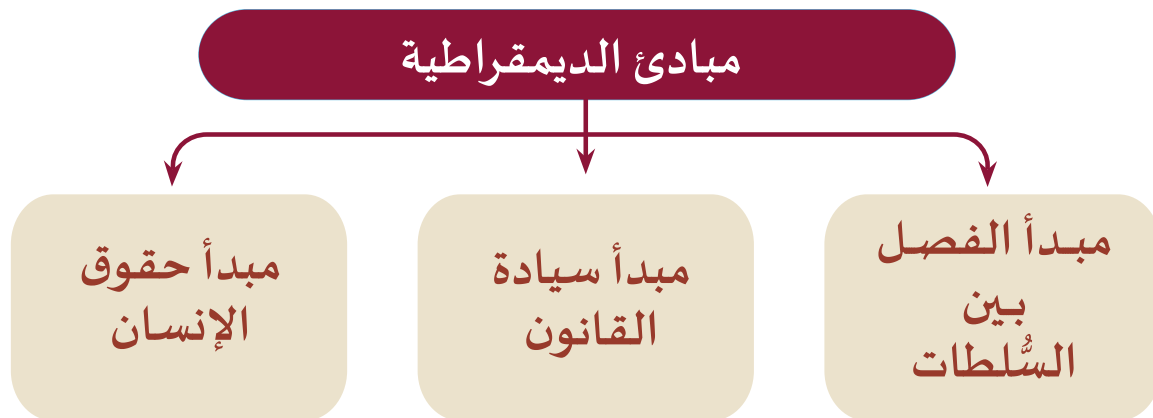 مبادئ الديمقراطية
مبدأ الفصل
بين
السُّلطات
مبدأ سيادة
القانون
مبدأ حقوق
الإنسان